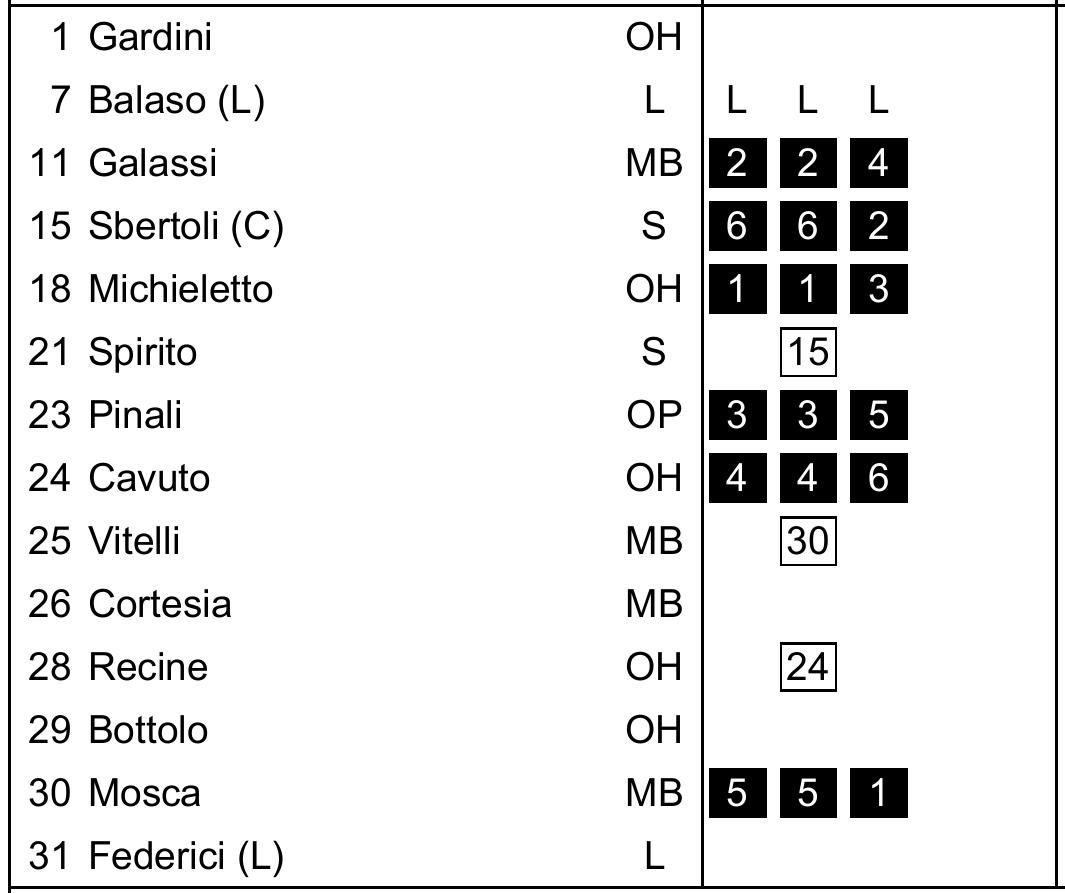 1 Gardini OH
7 Balaso (L) L L L L
11 Galassi MB 2 2 4
15 Sbertoli (C) S 6 6 2
18 Michieletto OH 1 1 3
21 Spirito S 15
23 Pinali OP 3 3 5
24 Cavuto OH 4 4 6
25 Vitelli MB 30
26 Cortesia MB
28 Recine OH 24
29 Bottolo OH
30 Mosca MB 5 5 1
31 Federici (L) L